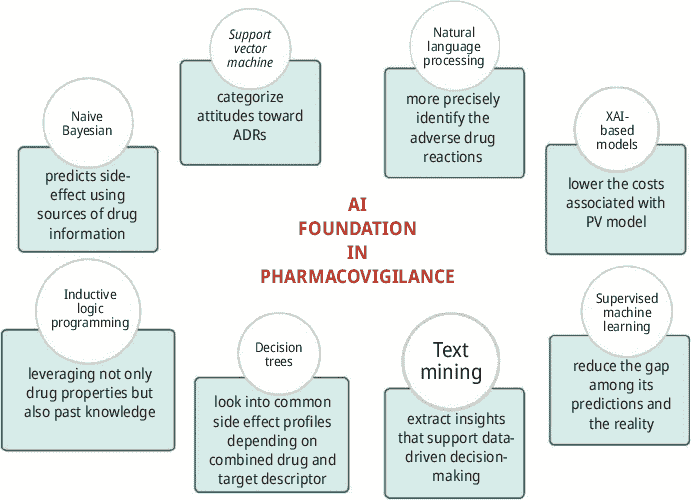 Support
vector
machine
categorize
attitudes toward
ADRs
Natural
language
processing
more precisely
identify the
adverse drug
reactions
Naive
Bayesian
predicts side-
effect using
sources of drug
information
XAI-
based
models
lower the costs
associated with
PV model
AI
FOUNDATION
IN
PHARMACOVIGILANCE
Inductive
logic
programming
leveraging not only
drug properties but
also past knowledge
Decision
trees
look into common
side effect profiles
depending on
combined drug and
target descriptor
Text
mining
extract insights
that support data-
driven decision-
making
Supervised
machine
learning
reduce the gap
among its
predictions and
the reality